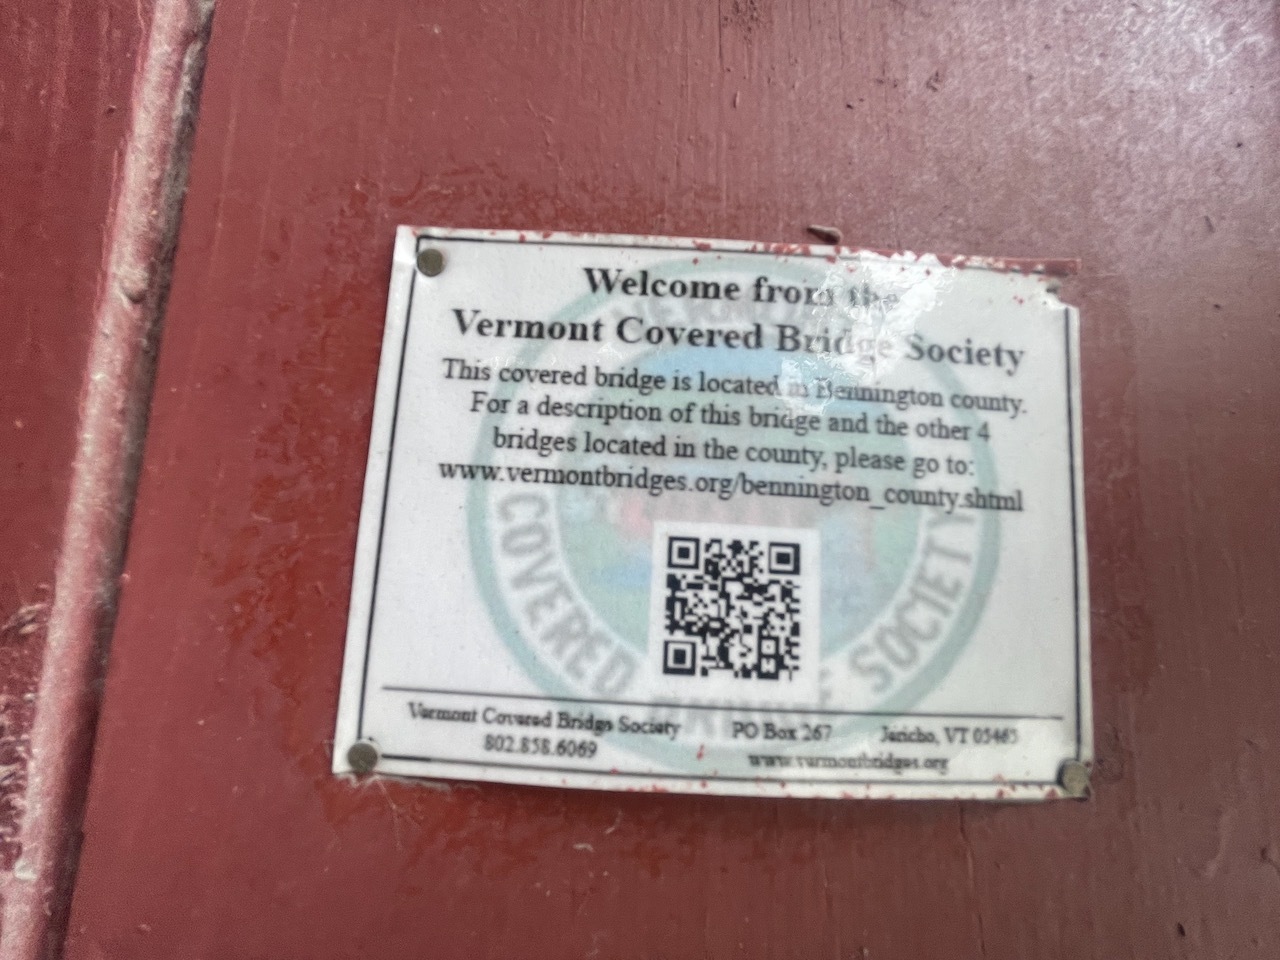 Welcome from the
Vermont Covered Bridge Society
This covered bridge is located in Bennington county.
For a description of this bridge and the other 4
bridges located in the county, please go to:
www.vermontbridges.org/bennington_county.shtml
COVERED BRIDGE SOCIETY
Vermont Covered Bridge Society PO Box 267 Jericho, VT 05465
802.858.6069 www.vermontbridges.org